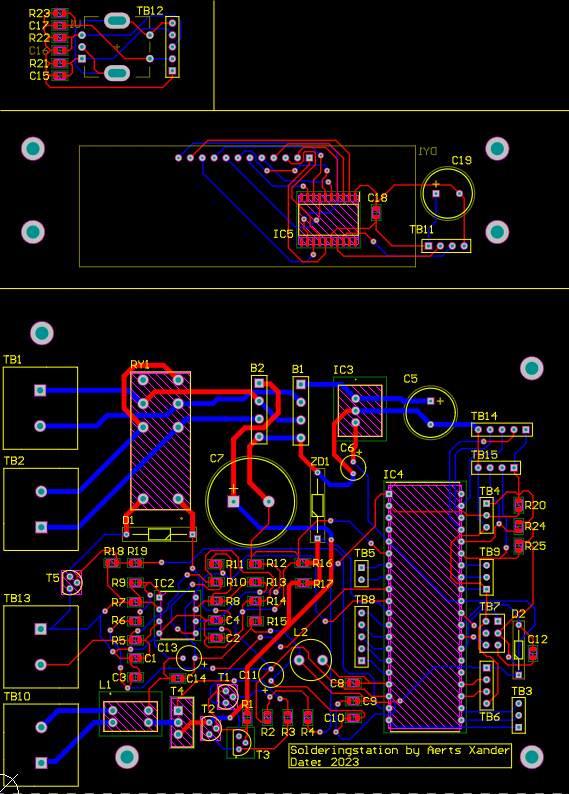 R23
TB12
C17
R22
C16
R21
C15
DY1
C19
C18
IC5
TB11
TB1
RY1
B2
B1
IC3
C5
TB14
TB2
C7
C6
ZD1
TB15
IC4
TB4
R20
D1
R24
R25
R18 R19
R11
R12
R16
TB5
TB9
T5
R9
IC2
R10
R13
R17
TB13
R7
R8
R14
TB8
TB7
D2
R6
C4
R15
R5
C2
L2
C12
C13
C1
C3
C14
C11
C8
TB10
L1
T4
T1
C9
TB3
T2
R1
R2
R3
R4
C10
TB6
T3
Solderingstation by Aerts Xander
Date: 2023